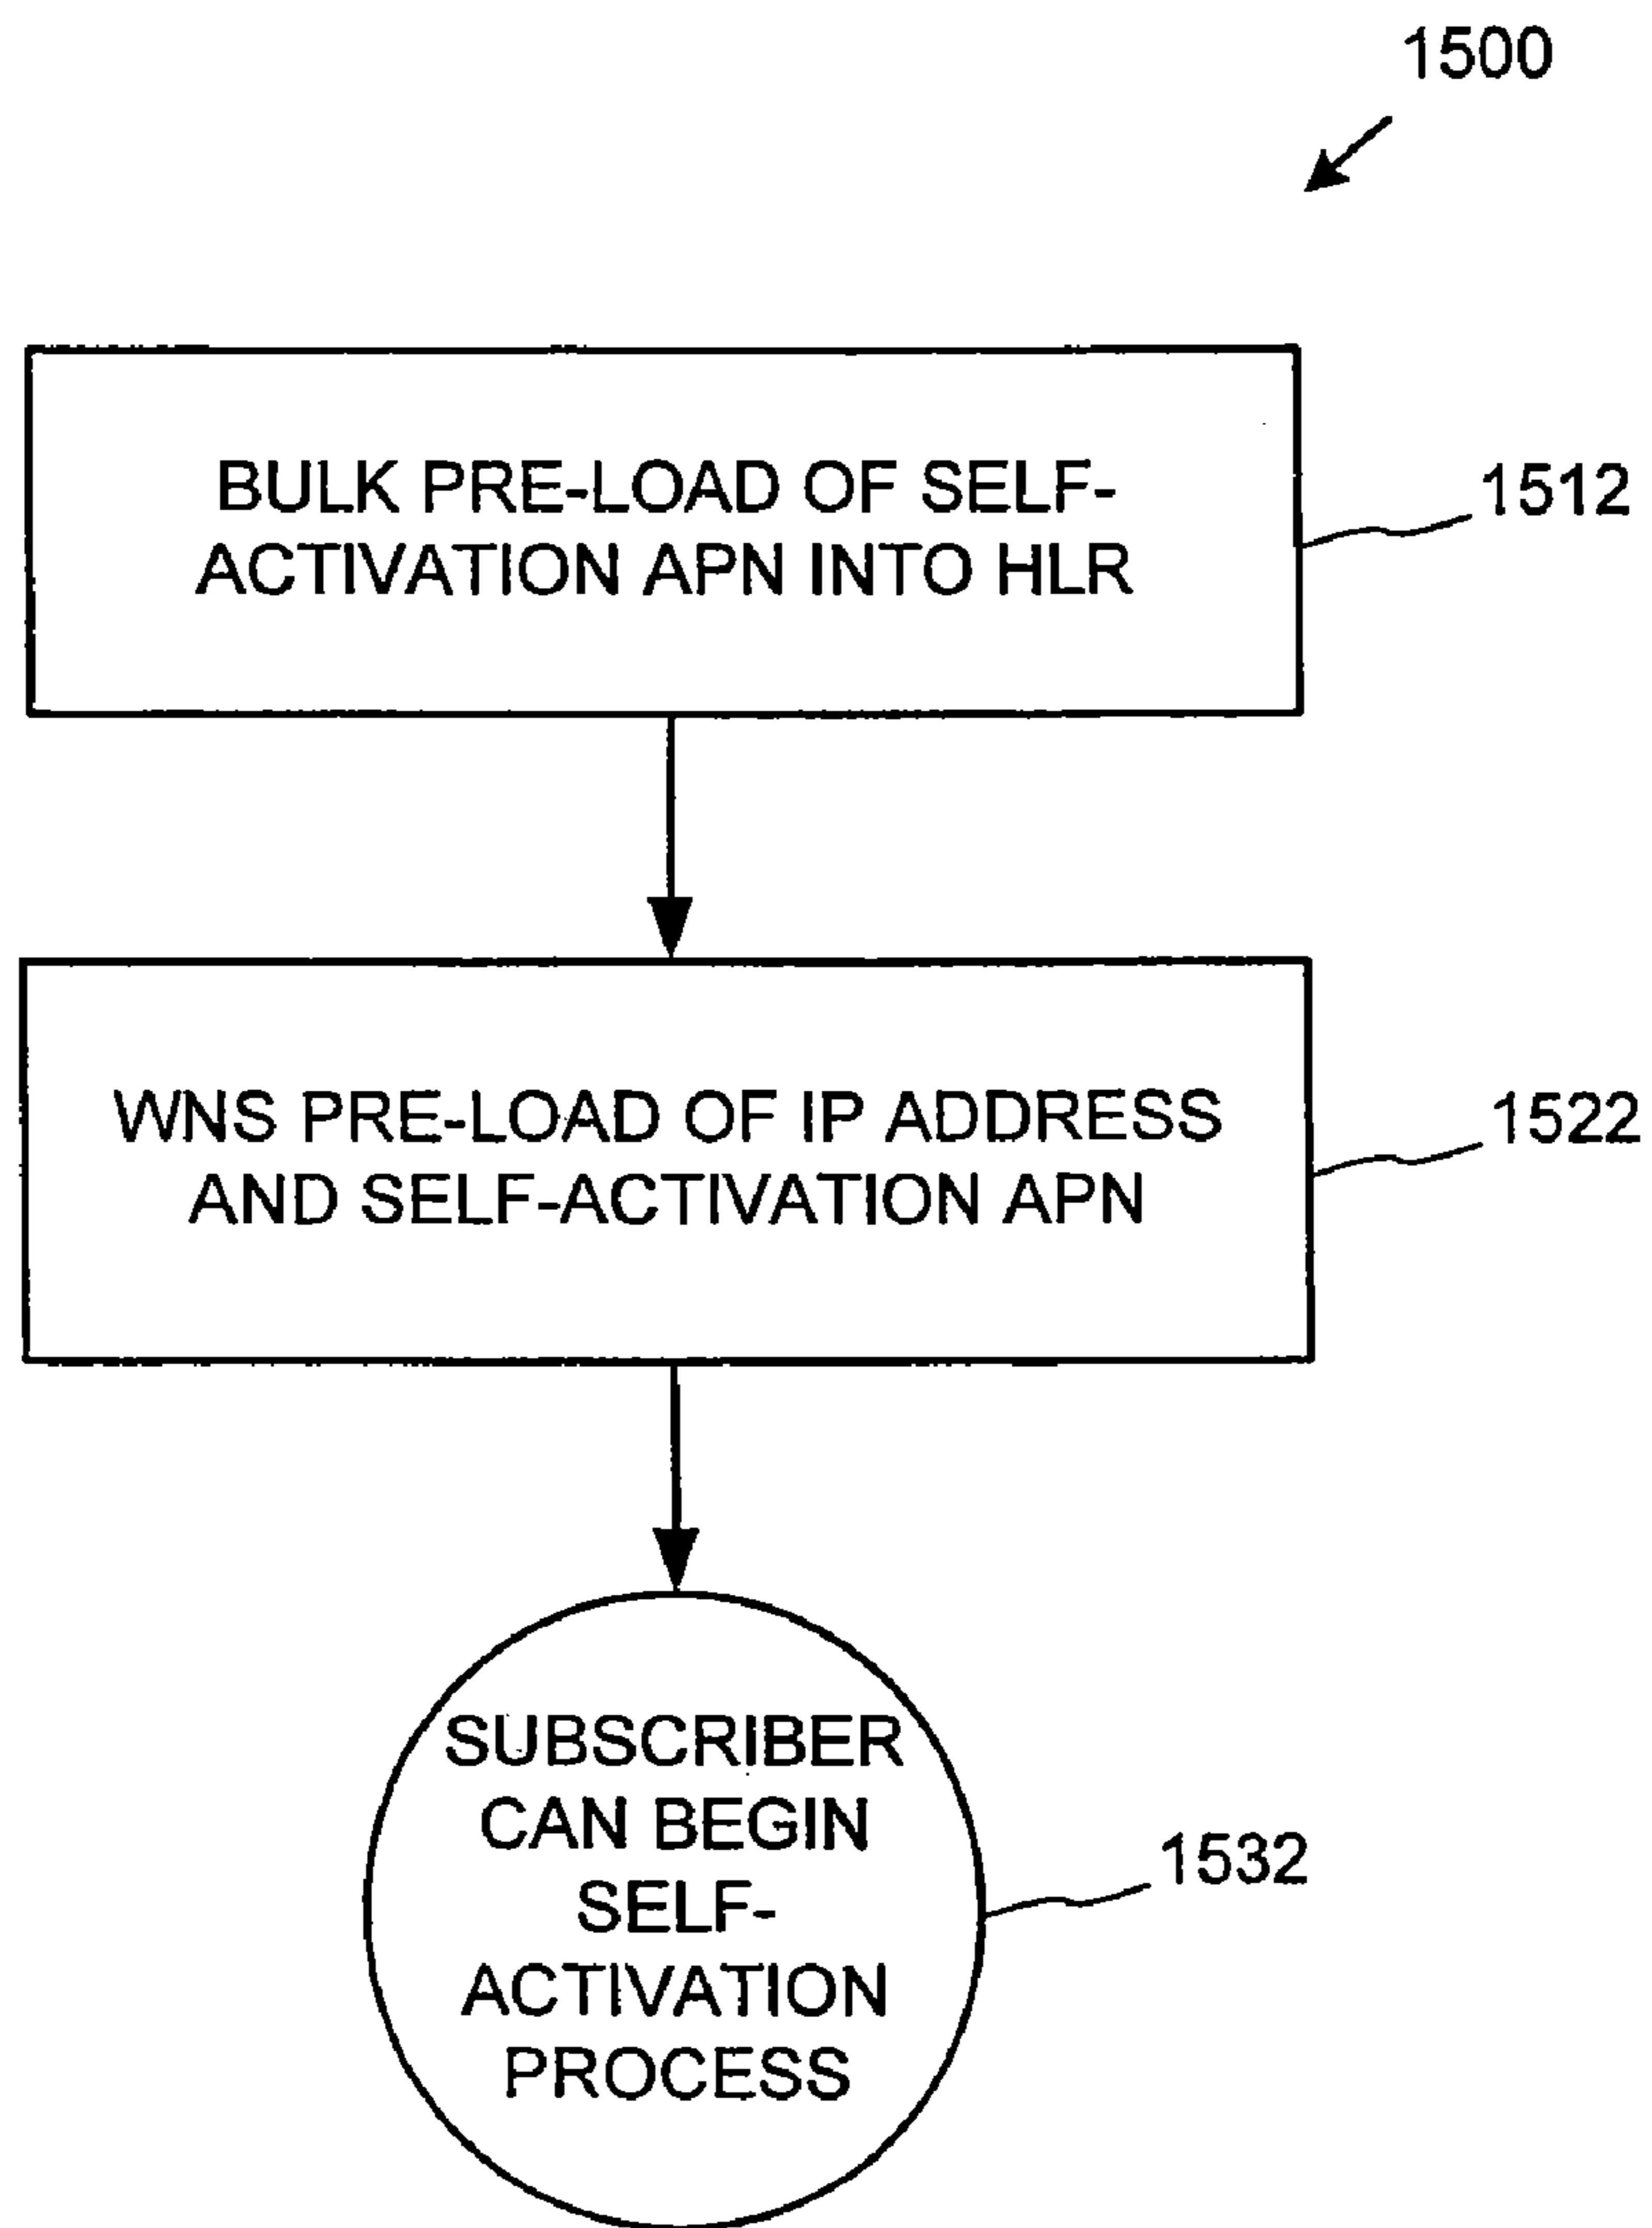 1500
BULK PRE-LOAD OF SELF-
ACTIVATION APN INTO HLR
1512
WNS PRE-LOAD OF IP ADDRESS
AND SELF-ACTIVATION APN
1522
SUBSCRIBER
CAN BEGIN
SELF-
ACTIVATION
PROCESS
1532